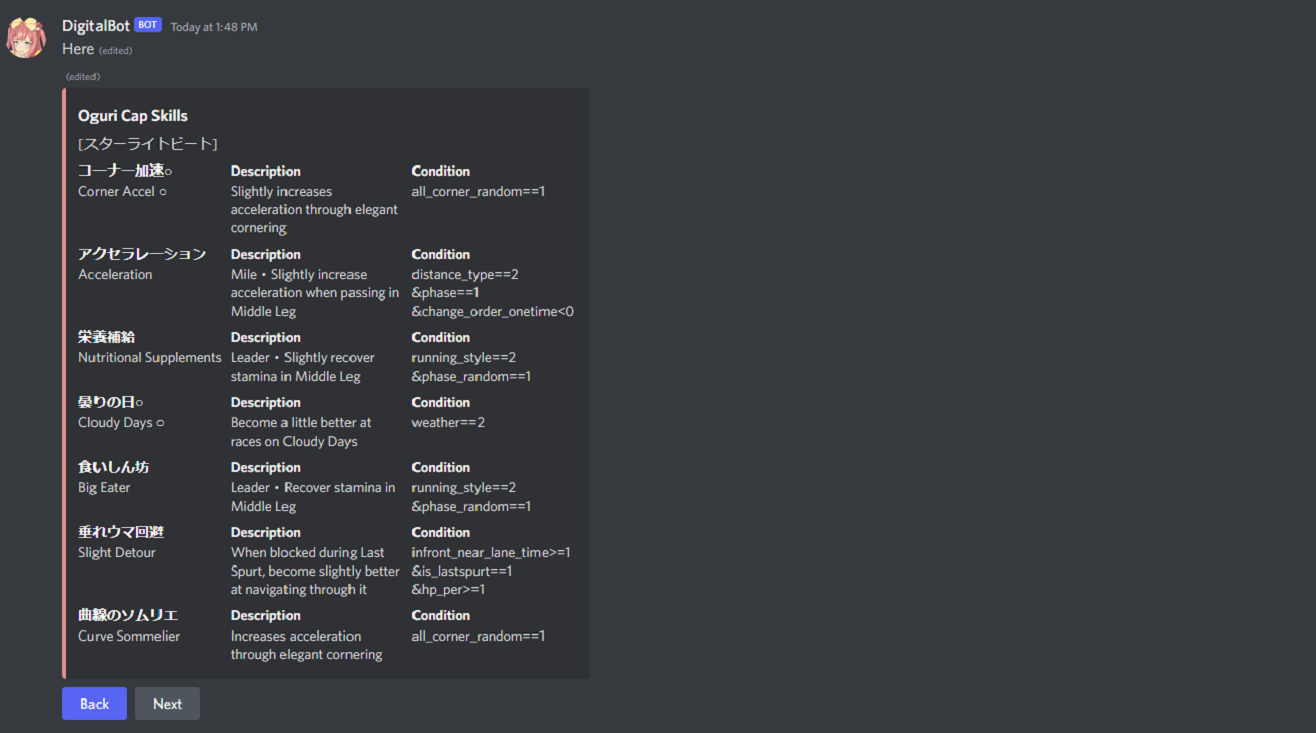 DigitalBot BOT Today at 1:48 PM
Here (edited)
(edited)
Oguri Cap Skills
[スターライトビート]
コーナー加速○ Description Condition
Corner Accel ○ Slightly increases all_corner_random==1
acceleration through elegant
cornering
アクセラレーション Description Condition
Acceleration Mile • Slightly increase distance_type==2
acceleration when passing in &phase==1
Middle Leg &change_order_onetime<0
栄養補給 Description Condition
Nutritional Supplements Leader • Slightly recover running_style==2
stamina in Middle Leg &phase_random==1
曇りの日○ Description Condition
Cloudy Days ○ Become a little better at weather==2
races on Cloudy Days
食いしん坊 Description Condition
Big Eater Leader • Recover stamina in running_style==2
Middle Leg &phase_random==1
垂れウマ回避 Description Condition
Slight Detour When blocked during Last infront_near_lane_time>=1
Spurt, become slightly better &is_lastspurt==1
at navigating through it &hp_per>=1
曲線のソムリエ Description Condition
Curve Sommelier Increases acceleration all_corner_random==1
through elegant cornering
Back Next